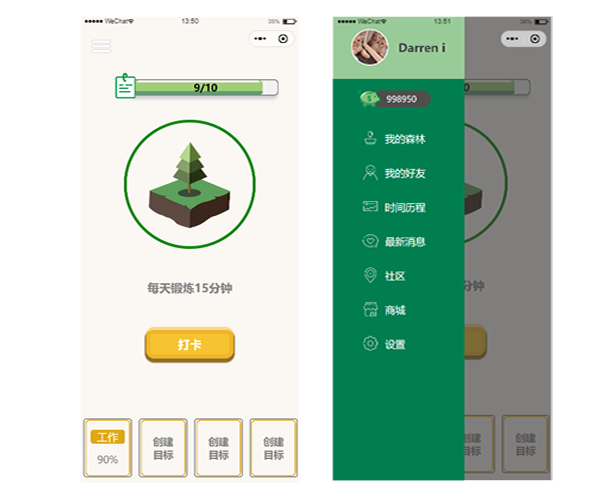 ●●●●● WeChat 13:50 36%
9/10
每天锻炼15分钟
打卡
工作
90%
创建
目标
创建
目标
创建
目标
●●●●● WeChat 13:51 36%
Darren i
998950
我的森林
我的好友
时间历程
最新消息
社区
商城
设置
0
分钟
创建
目标
创建
目标